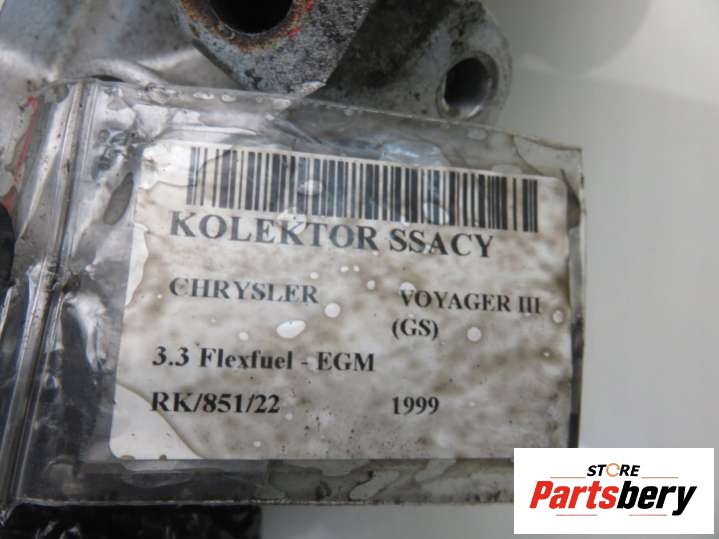 KOLEKTOR SSACY
CHRYSLER VOYAGER III
(GS)
3.3 Flexfuel - EGM
RK/851/22 1999
STORE
Partsbery